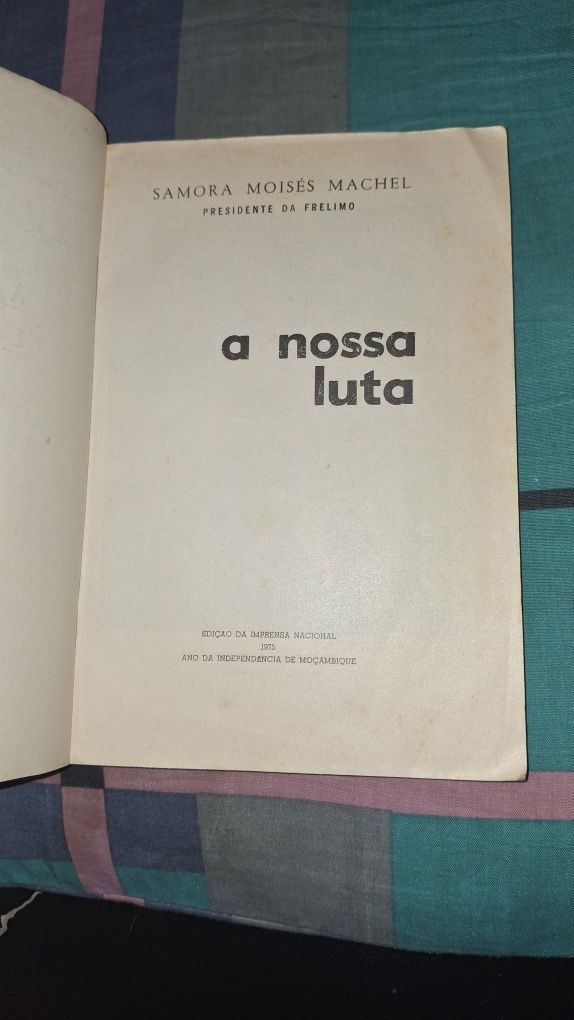 SAMORA MOISÉS MACHEL
PRESIDENTE DA FRELIMO
a nossa
luta
EDIÇÃO DA IMPRENSA NACIONAL
1975
ANO DA INDEPENDÊNCIA DE MOÇAMBIQUE